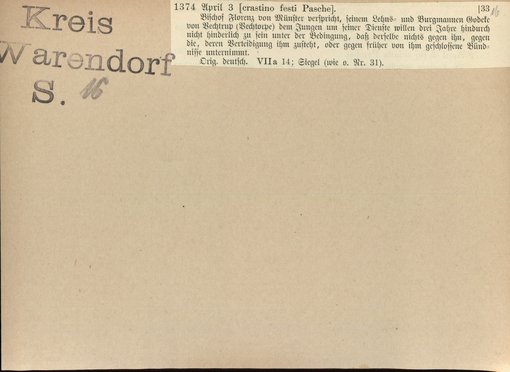 Kreis
Warendorf
S. 16
1374 April 3 [crastino festi Pasche]. [33
16
Bischof Florenz von Münster verspricht, seinem Lehns- und Burgmannen Godeke
von Vechtrup (Vechtorpe) dem Jungen um seiner Dienste willen drei Jahre hindurch
nicht hinderlich zu sein unter der Bedingung, daß derselbe nichts gegen ihn, gegen
die, deren Verteidigung ihm zusteht, oder gegen früher von ihm geschlossene Bünd-
nisse unternimmt.
Orig. deutsch. VIIa 14; Siegel (wie o. Nr. 31).